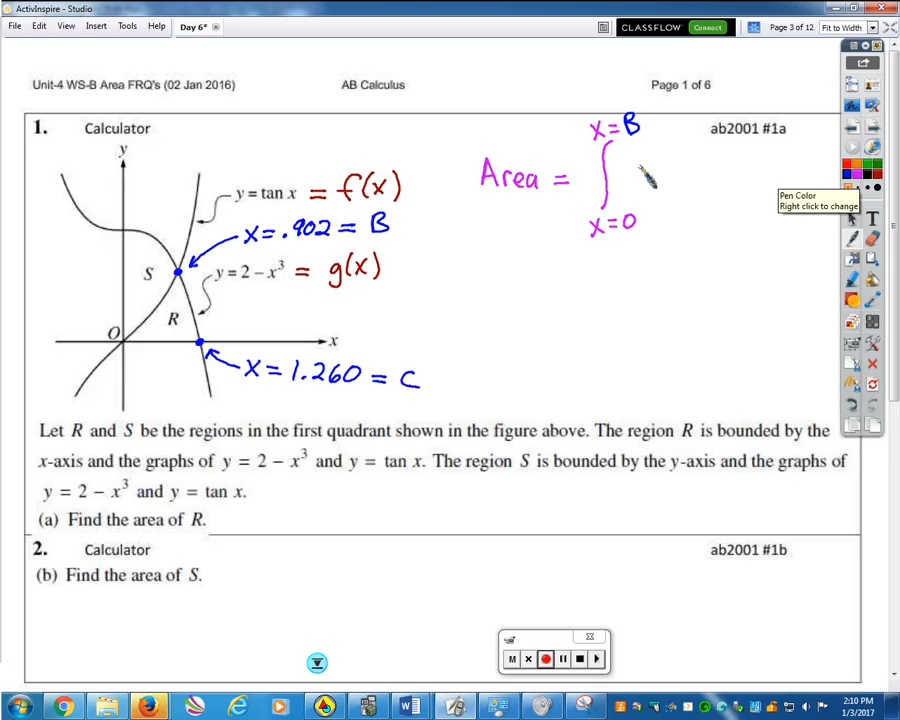 ActivInspire - Studio
File Edit View Insert Tools Help
Day 6*
CLASSFLOW Connect
Page 3 of 12
Fit to Width
Unit-4 WS-B Area FRQ's (02 Jan 2016) AB Calculus Page 1 of 6
1. Calculator ab2001 #1a
y
y = tan x = f(x)
x = .902 = B
S
y = 2 − x³ = g(x)
R
O
x
x = 1.260 = C
Area = ∫
x = B
x = 0
Pen Color
Right click to change
T
Let R and S be the regions in the first quadrant shown in the figure above. The region R is bounded by the
x-axis and the graphs of y = 2 − x³ and y = tan x. The region S is bounded by the y-axis and the graphs of
y = 2 − x³ and y = tan x.
(a) Find the area of R.
2. Calculator ab2001 #1b
(b) Find the area of S.
M
2:10 PM
1/3/2017